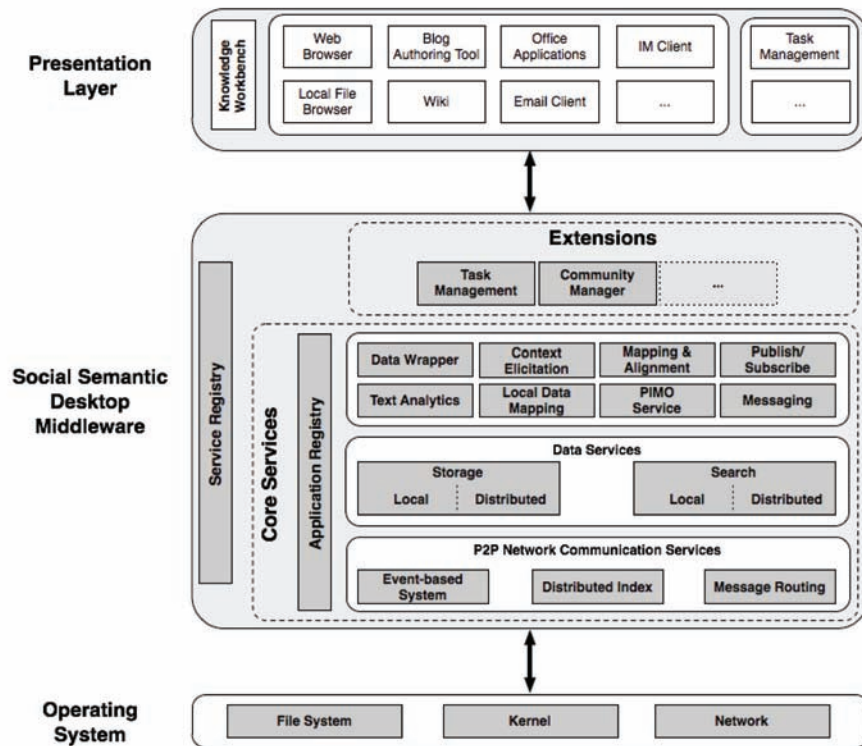 Presentation
Layer
Knowledge
Workbench
Web
Browser
Blog
Authoring Tool
Office
Applications
IM Client
Task
Management
Local File
Browser
Wiki
Email Client
...
...
Social Semantic
Desktop
Middleware
Service Registry
Extensions
Task
Management
Community
Manager
...
Core Services
Application Registry
Data Wrapper
Context
Elicitation
Mapping &
Alignment
Publish/
Subscribe
Text Analytics
Local Data
Mapping
PIMO
Service
Messaging
Data Services
Storage
Local
Distributed
Search
Local
Distributed
P2P Network Communication Services
Event-based
System
Distributed Index
Message Routing
Operating
System
File System
Kernel
Network